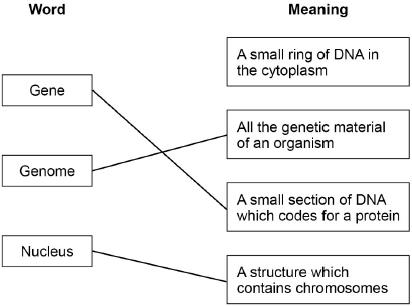 Word
Meaning
A small ring of DNA in
the cytoplasm
Gene
All the genetic material
of an organism
Genome
A small section of DNA
which codes for a protein
Nucleus
A structure which
contains chromosomes